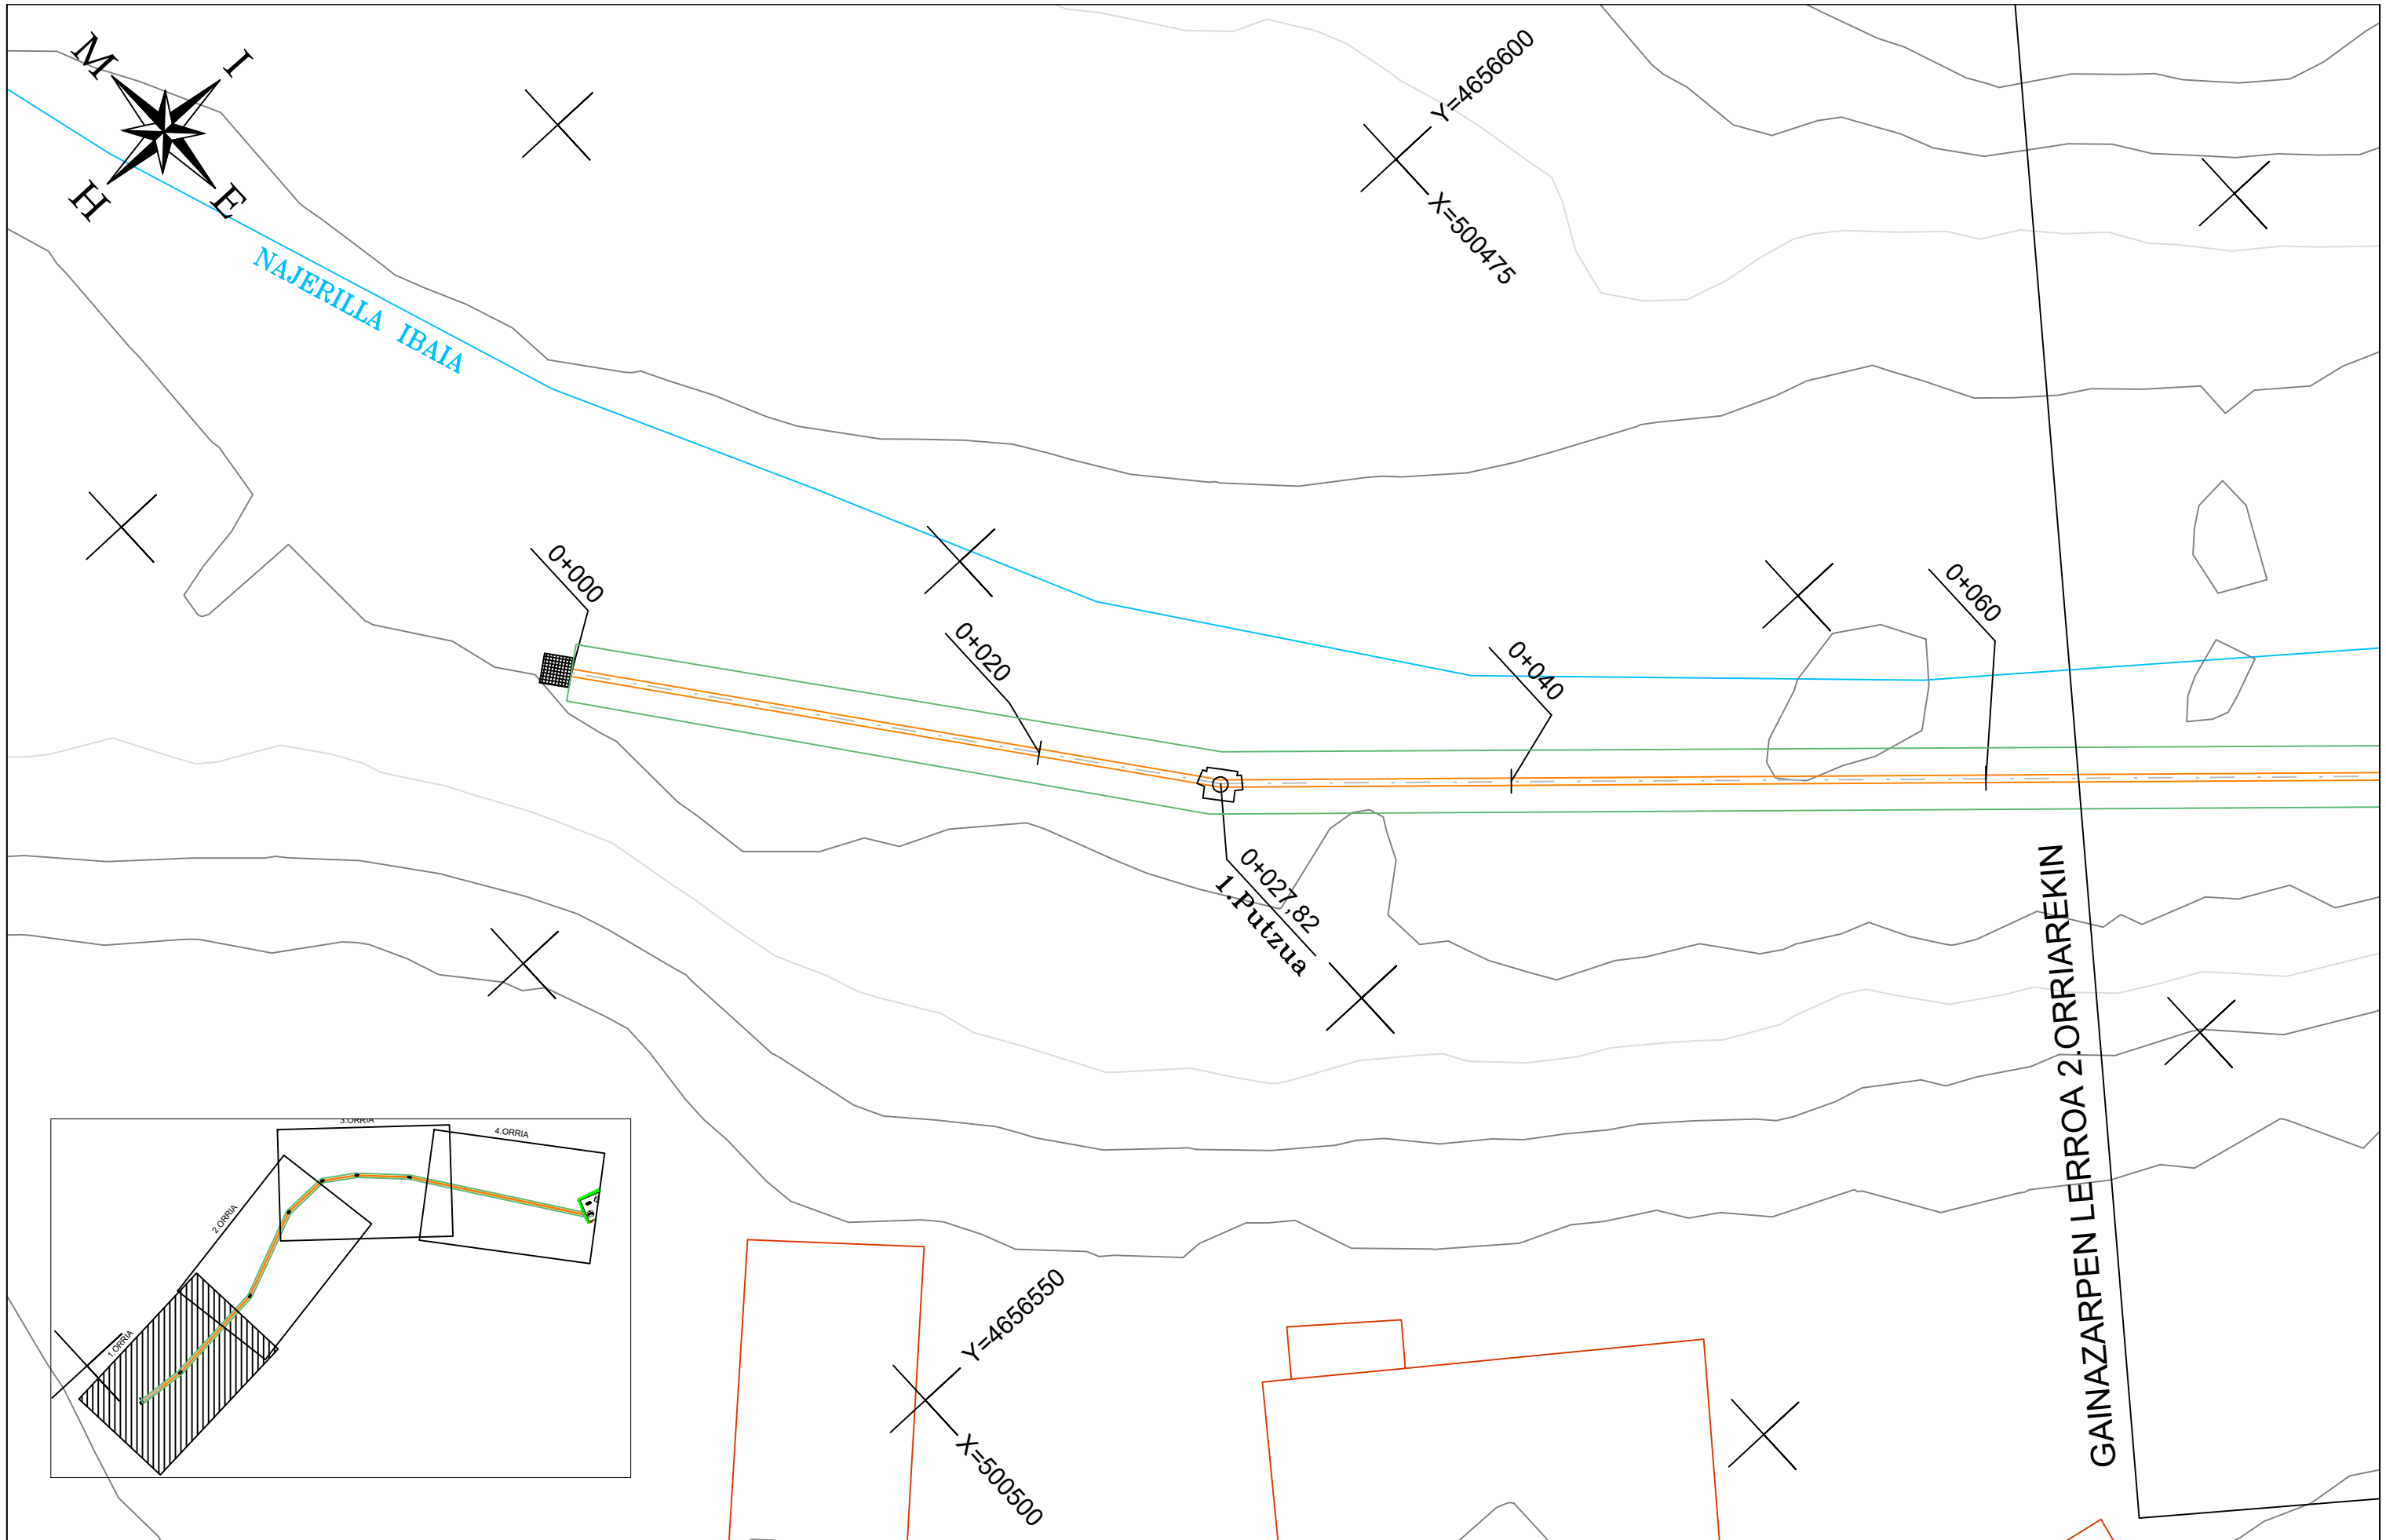 M
I
H
E
NAJERILLA IBAIA
Y=4656600
X=500475
0+000
0+020
0+040
0+060
0+027,82
1.Putzua
GAINAZARPEN LERROA 2.ORRIAREKIN
3.ORRIA
4.ORRIA
2.ORRIA
1.ORRIA
Y=4656550
X=500500